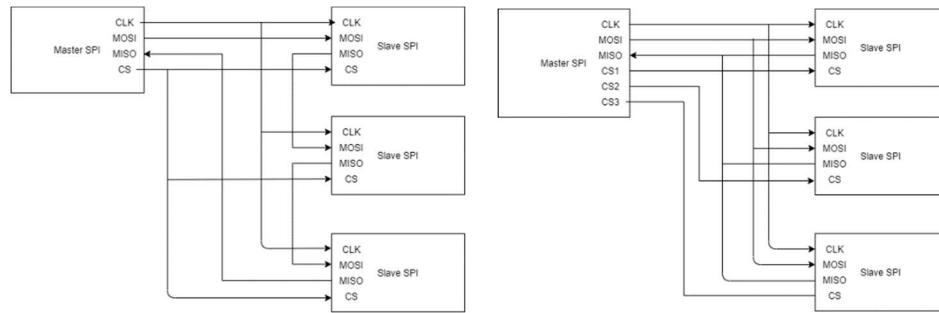 Master SPI
CLK
MOSI
MISO
CS
CLK
MOSI
MISO
CS
Slave SPI
CLK
MOSI
MISO
CS
Slave SPI
CLK
MOSI
MISO
CS
Slave SPI
Master SPI
CLK
MOSI
MISO
CS1
CS2
CS3
CLK
MOSI
MISO
CS
Slave SPI
CLK
MOSI
MISO
CS
Slave SPI
CLK
MOSI
MISO
CS
Slave SPI